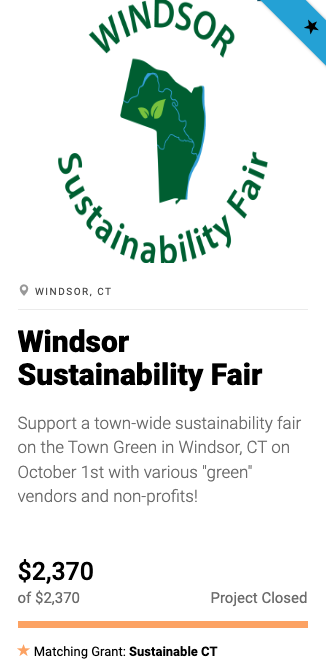 WINDSOR
Sustainability Fair
WINDSOR, CT
Windsor
Sustainability Fair
Support a town-wide sustainability fair
on the Town Green in Windsor, CT on
October 1st with various "green"
vendors and non-profits!
$2,370
of $2,370 Project Closed
Matching Grant: Sustainable CT